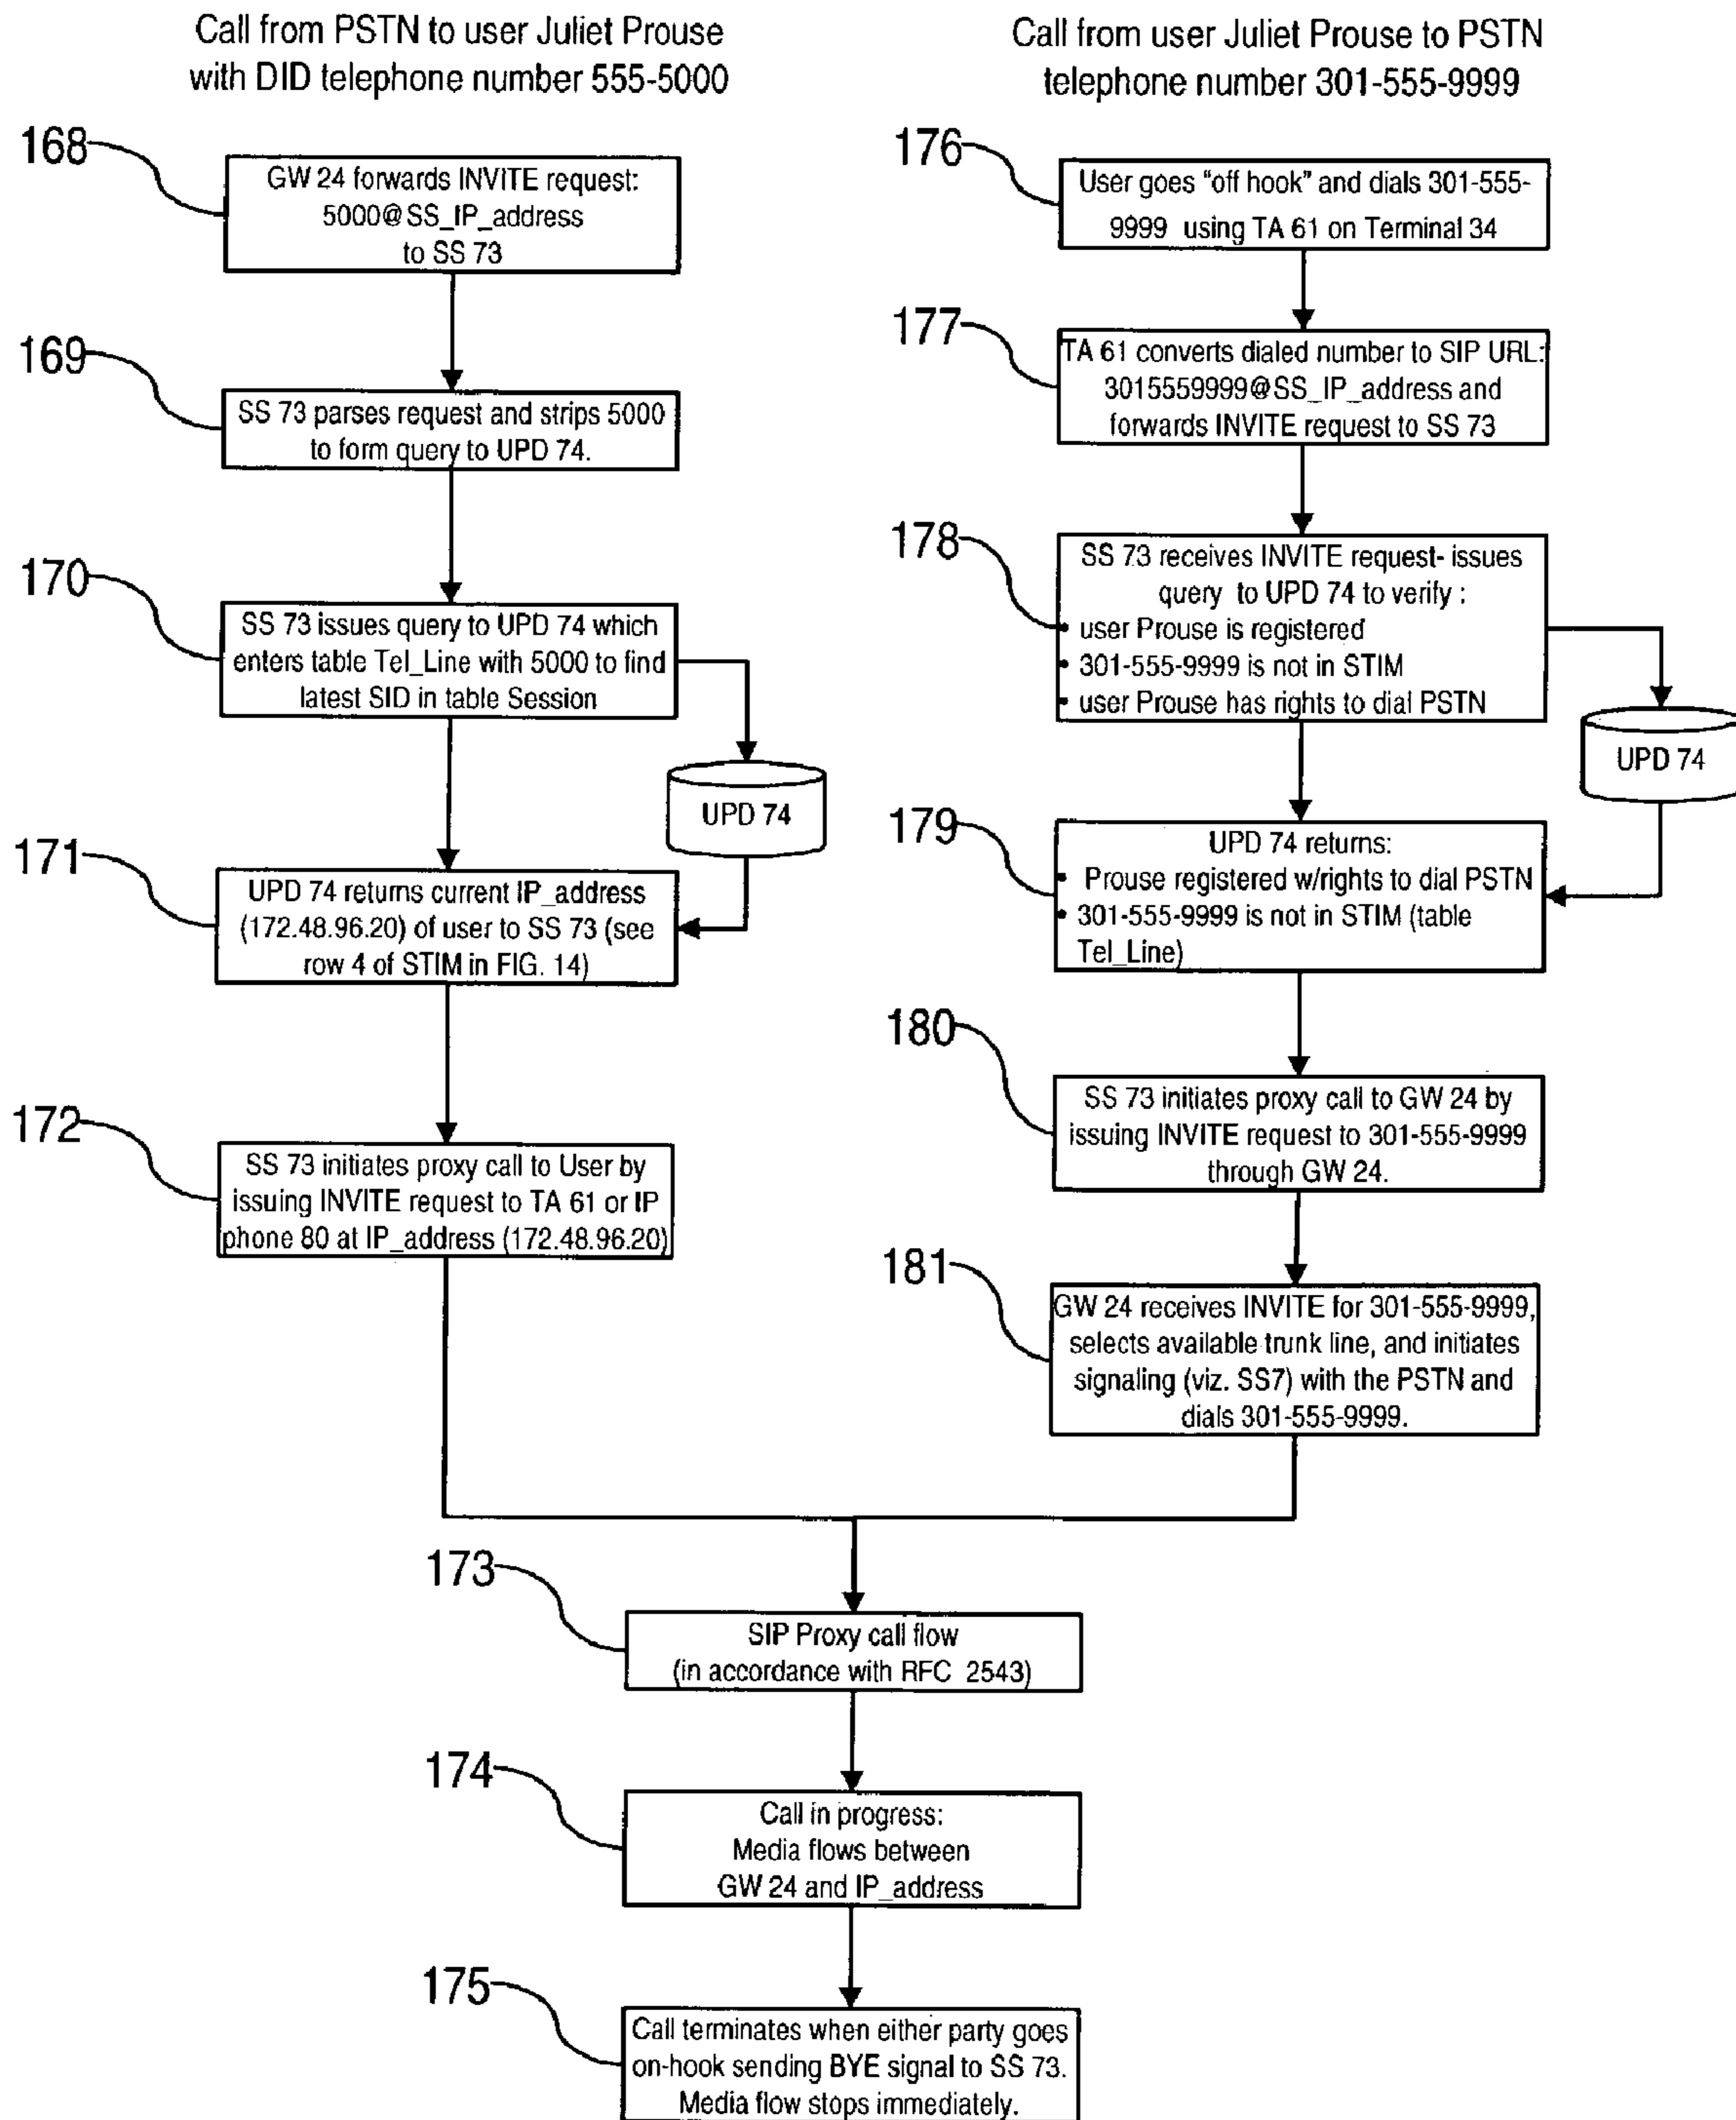 Call from PSTN to user Juliet Prouse
with DID telephone number 555-5000
168
GW 24 forwards INVITE request:
5000@SS_IP_address
to SS 73
169
SS 73 parses request and strips 5000
to form query to UPD 74.
170
SS 73 issues query to UPD 74 which
enters table Tel_Line with 5000 to find
latest SID in table Session
UPD 74
171
UPD 74 returns current IP_address
(172.48.96.20) of user to SS 73 (see
row 4 of STIM in FIG. 14)
172
SS 73 initiates proxy call to User by
issuing INVITE request to TA 61 or IP
phone 80 at IP_address (172.48.96.20)
Call from user Juliet Prouse to PSTN
telephone number 301-555-9999
176
User goes "off hook" and dials 301-555-
9999 using TA 61 on Terminal 34
177
TA 61 converts dialed number to SIP URL:
3015559999@SS_IP_address and
forwards INVITE request to SS 73
178
SS 73 receives INVITE request- issues
query to UPD 74 to verify :
• user Prouse is registered
• 301-555-9999 is not in STIM
• user Prouse has rights to dial PSTN
UPD 74
179
UPD 74 returns:
• Prouse registered w/rights to dial PSTN
• 301-555-9999 is not in STIM (table
Tel_Line)
180
SS 73 initiates proxy call to GW 24 by
issuing INVITE request to 301-555-9999
through GW 24.
181
GW 24 receives INVITE for 301-555-9999,
selects available trunk line, and initiates
signaling (viz. SS7) with the PSTN and
dials 301-555-9999.
173
SIP Proxy call flow
(in accordance with RFC 2543)
174
Call in progress:
Media flows between
GW 24 and IP_address
175
Call terminates when either party goes
on-hook sending BYE signal to SS 73.
Media flow stops immediately.